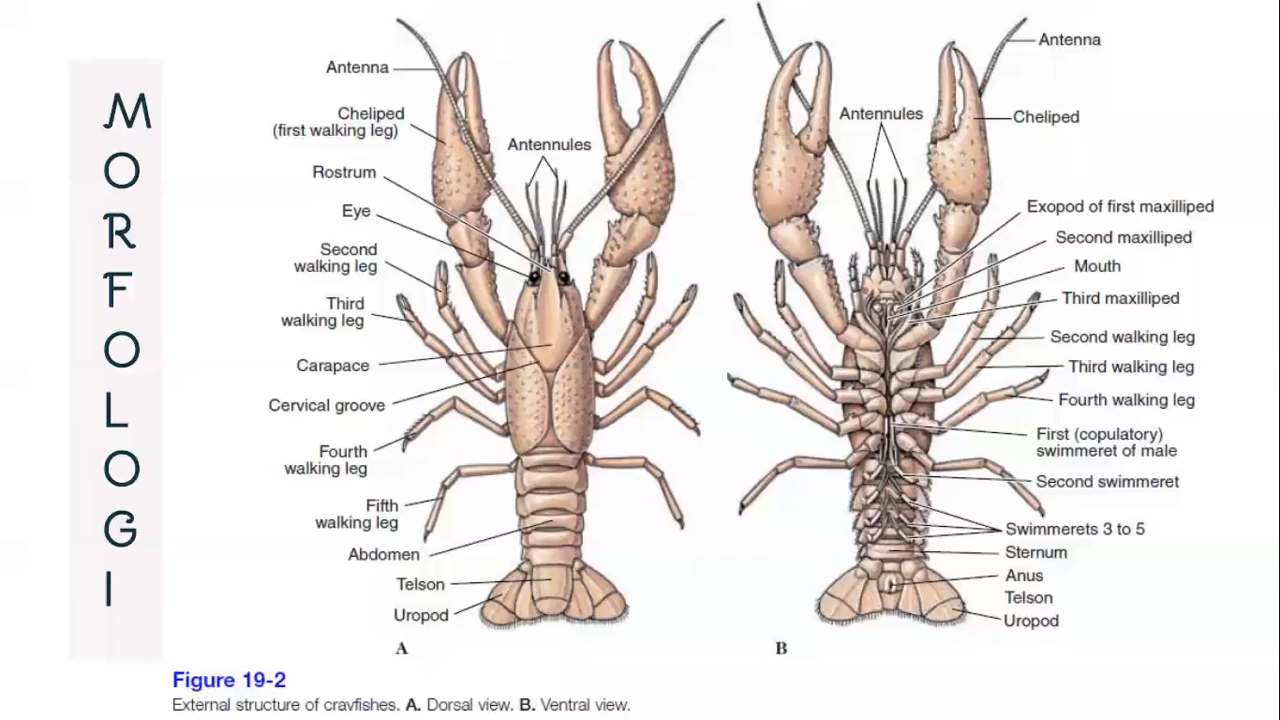 MORFOLOGI
Antenna
Cheliped
(first walking leg)
Antennules
Rostrum
Eye
Second
walking leg
Third
walking leg
Carapace
Cervical groove
Fourth
walking leg
Fifth
walking leg
Abdomen
Telson
Uropod
A
Antenna
Antennules
Cheliped
Exopod of first maxilliped
Second maxilliped
Mouth
Third maxilliped
Second walking leg
Third walking leg
Fourth walking leg
First (copulatory)
swimmeret of male
Second swimmeret
Swimmerets 3 to 5
Sternum
Anus
Telson
Uropod
B
Figure 19-2
External structure of crayfishes. A. Dorsal view. B. Ventral view.